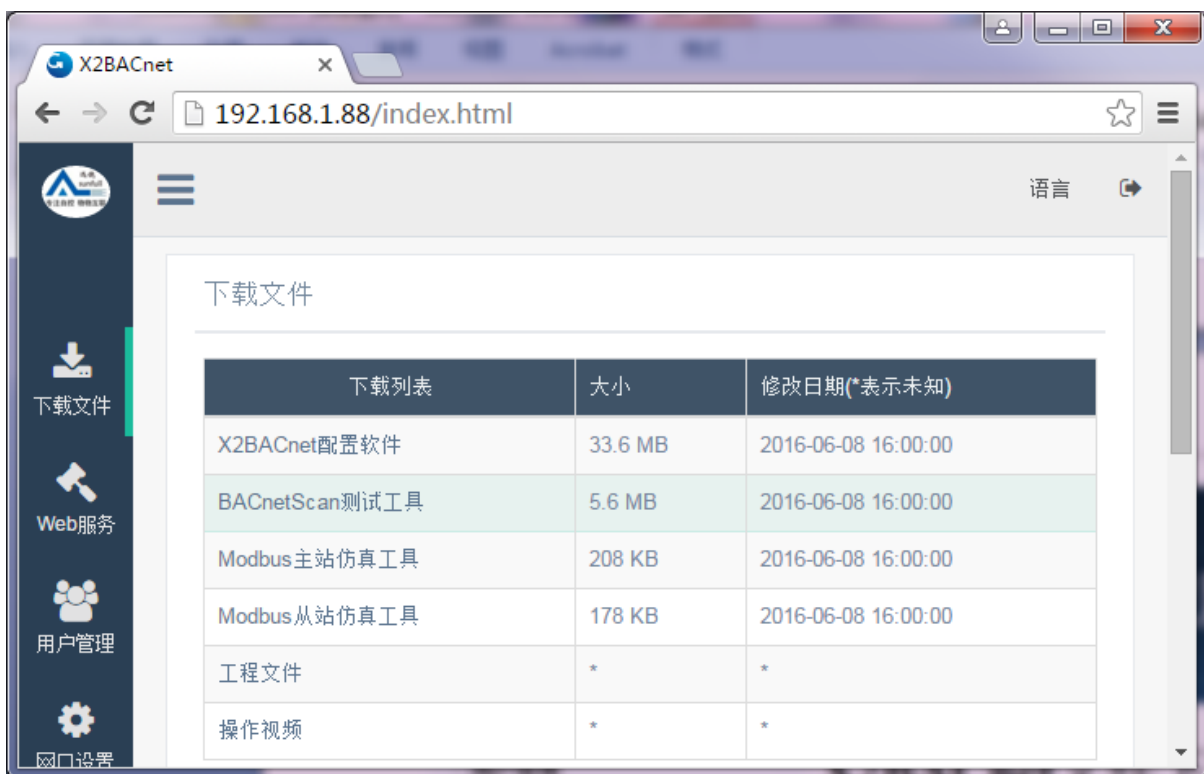 X2BACnet
192.168.1.88/index.html
语言
下载文件
下载文件
Web服务
用户管理
网口设置
下载列表 大小 修改日期(*表示未知)
X2BACnet配置软件 33.6 MB 2016-06-08 16:00:00
BACnetScan测试工具 5.6 MB 2016-06-08 16:00:00
Modbus主站仿真工具 208 KB 2016-06-08 16:00:00
Modbus从站仿真工具 178 KB 2016-06-08 16:00:00
工程文件 * *
操作视频 * *